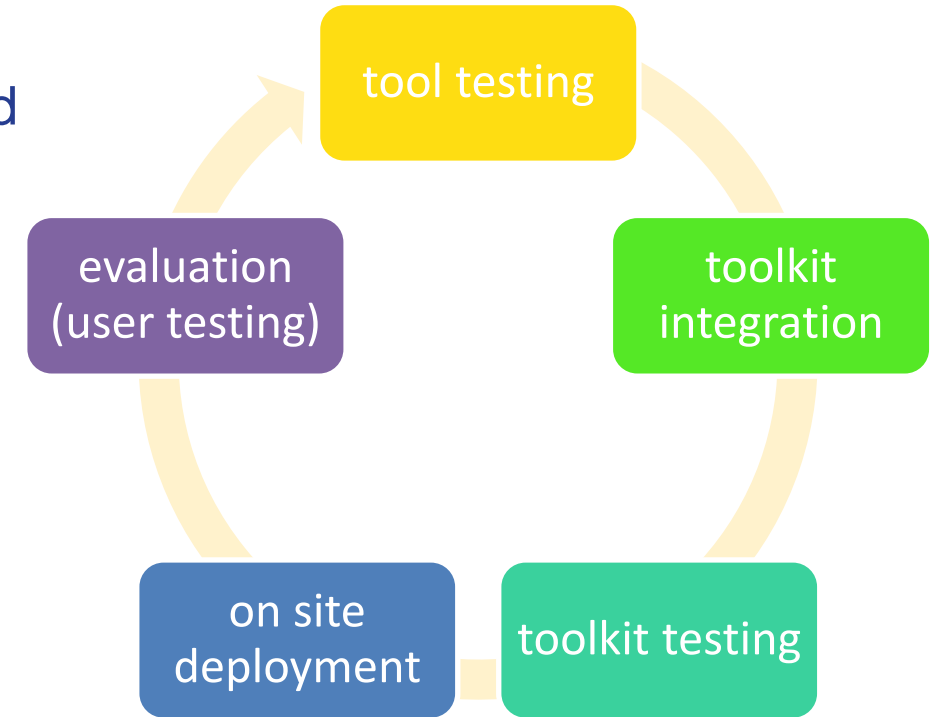 tool testing
toolkit
integration
toolkit testing
on site
deployment
evaluation
(user testing)